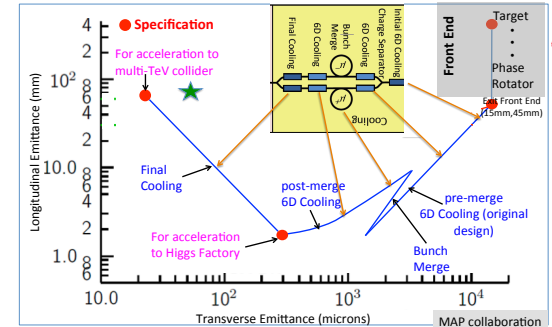 Specification
For acceleration to
multi-TeV collider
Final Cooling
6D Cooling
Bunch
Merge
6D Cooling
Charge Separator
Initial 6D Cooling
μ-
μ+
Cooling
Front End
Target
Phase
Rotator
Exit Front End
(15mm,45mm)
Longitudinal Emittance (mm)
4
2
10²
8
6
4
2
10.0
8
6
4
2
1.0
8
6
Final
Cooling
post-merge
6D Cooling
For acceleration
to Higgs Factory
pre-merge
6D Cooling (original
design)
Bunch
Merge
10.0
10²
10³
10⁴
Transverse Emittance (microns)
MAP collaboration